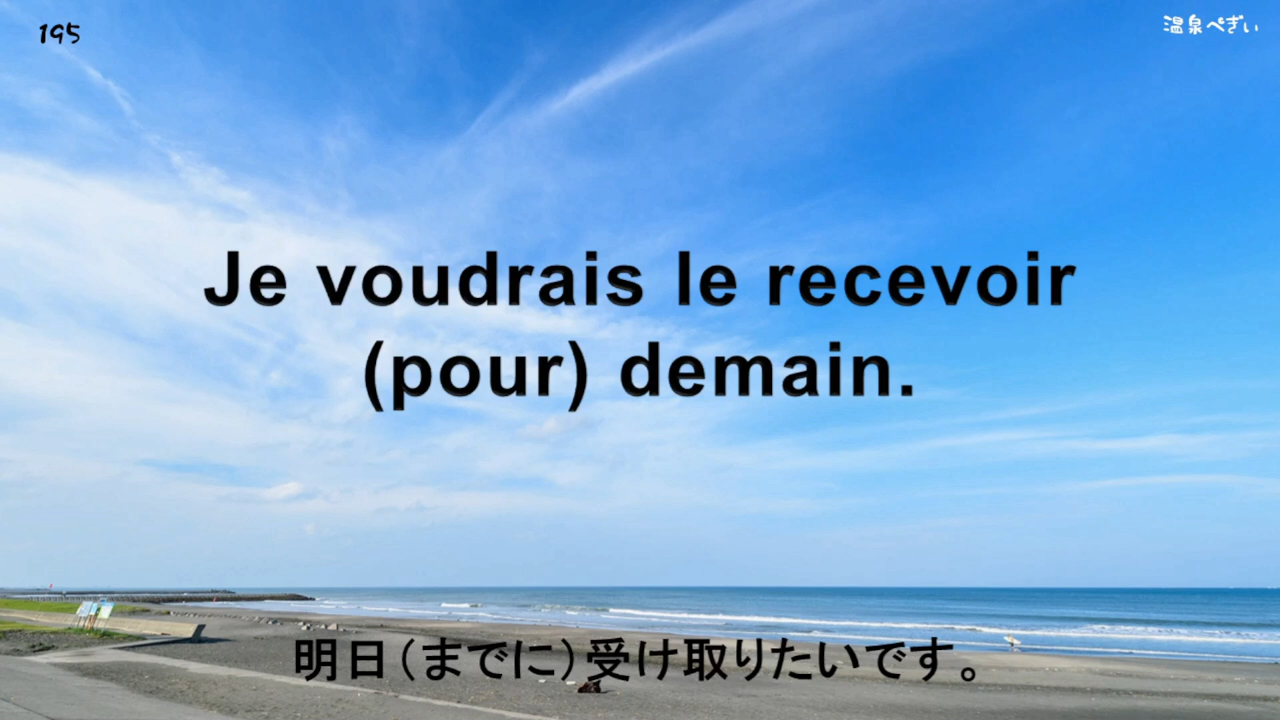 195
温泉ぺぎぃ
Je voudrais le recevoir
(pour) demain.
明日（までに）受け取りたいです。